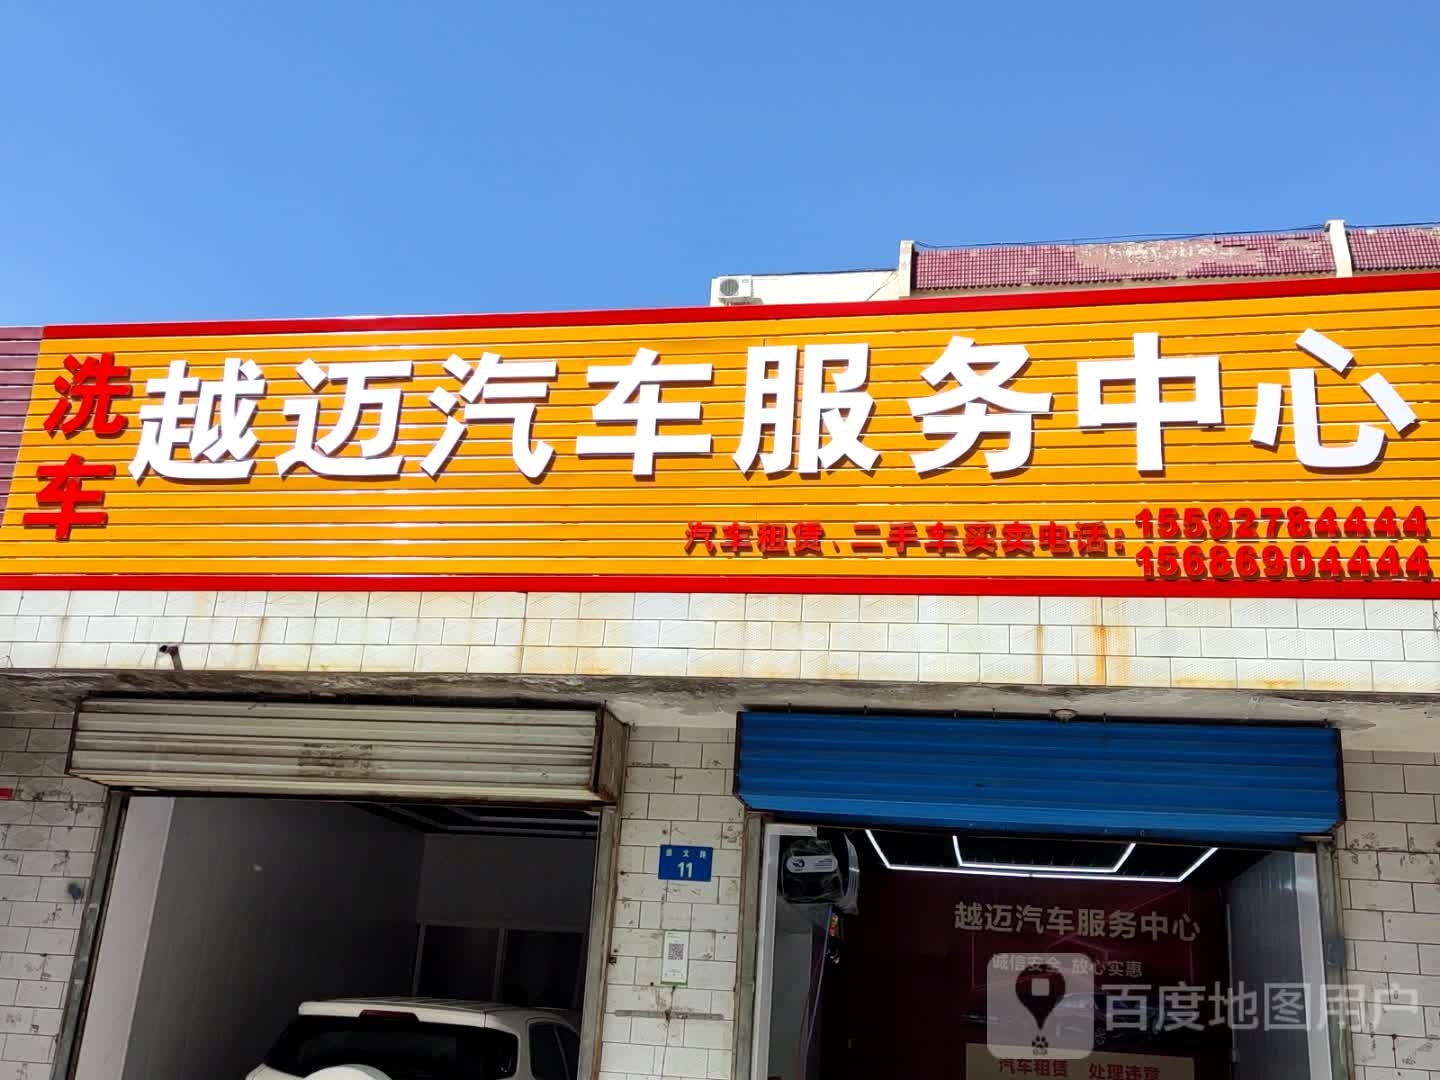 洗车
越迈汽车服务中心
汽车租赁、二手车买卖电话：15592784444
15686904444
11
越迈汽车服务中心
诚信安全 放心实惠
汽车租赁 处理违章
百度地图用户